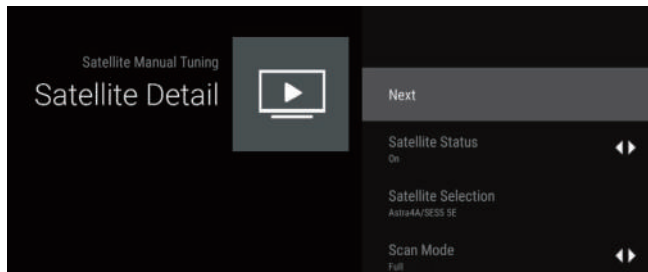 Satellite Manual Tuning
Satellite Detail
Next
Satellite Status
On
Satellite Selection
Astra4A/SES5 5E
Scan Mode
Full